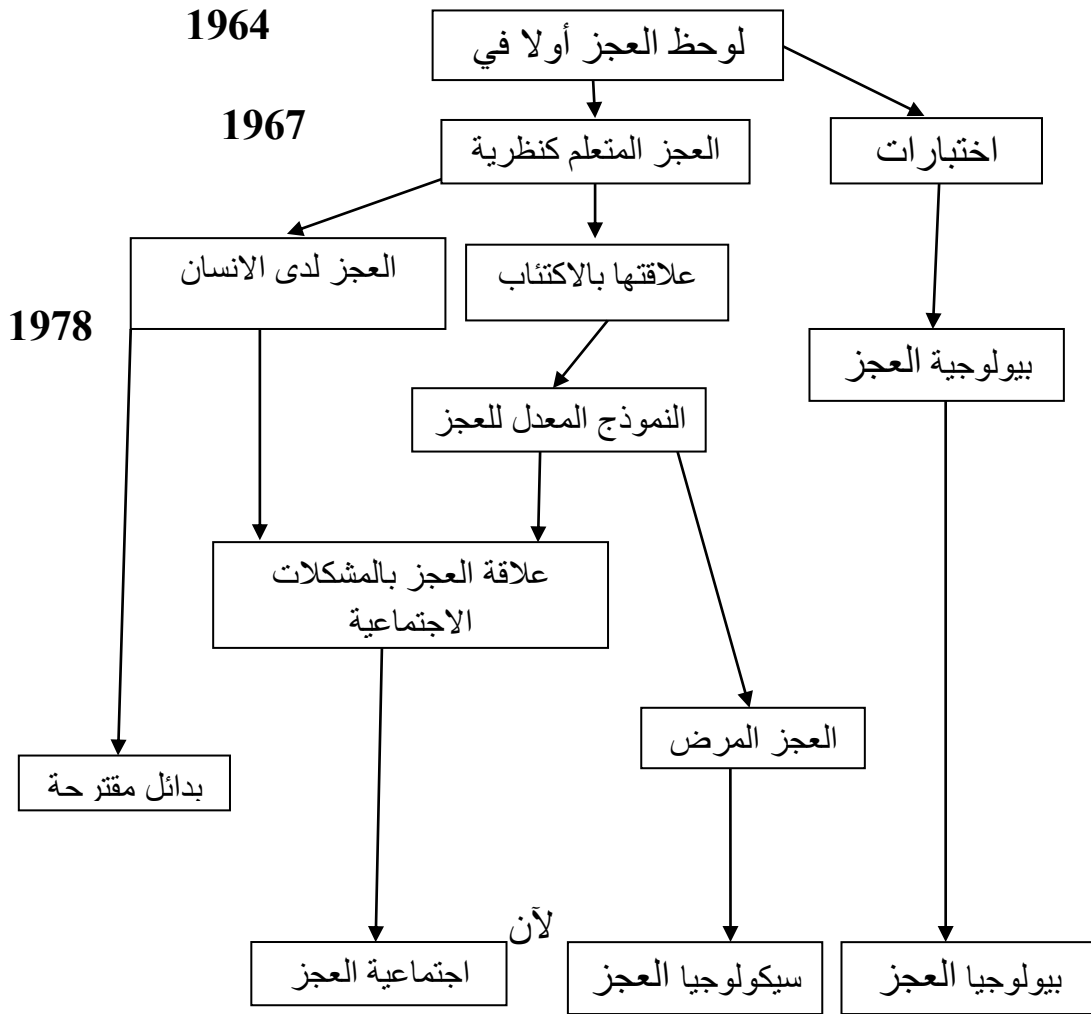 1964
لوحظ العجز أولا في
1967
العجز المتعلم كنظرية
اختبارات
العجز لدى الانسان
علاقتها بالاكتئاب
1978
بيولوجية العجز
النموذج المعدل للعجز
علاقة العجز بالمشكلات
الاجتماعية
العجز المرض
بدائل مقترحة
لآن
اجتماعية العجز
سيكولوجيا العجز
بيولوجيا العجز